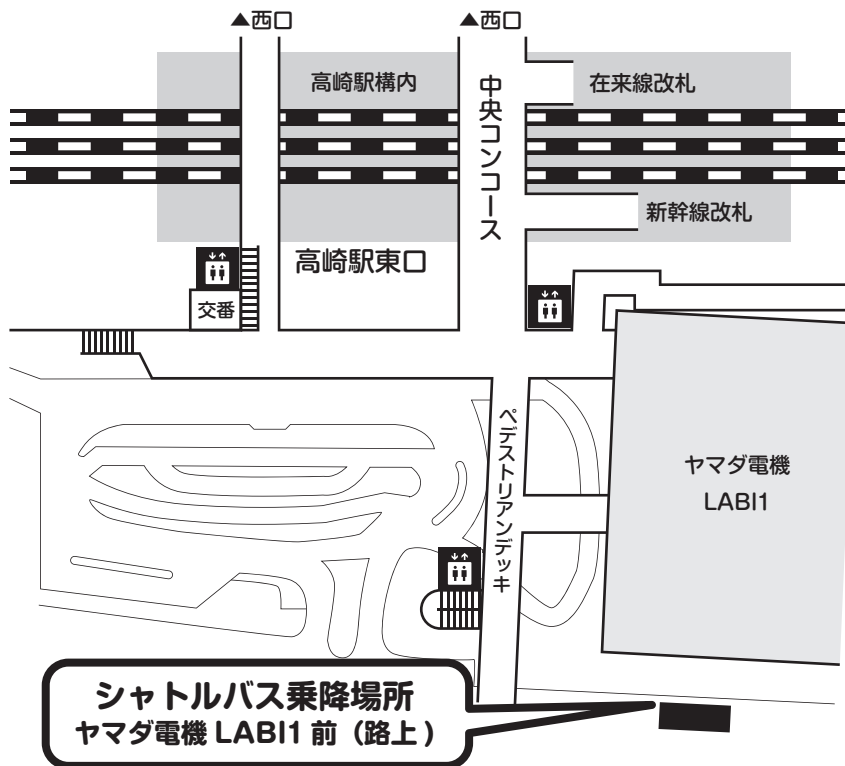 ▲西口
▲西口
高崎駅構内
中央コンコース
在来線改札
新幹線改札
高崎駅東口
交番
ペデストリアンデッキ
ヤマダ電機
LABI1
シャトルバス乗降場所
ヤマダ電機 LABI1 前（路上）